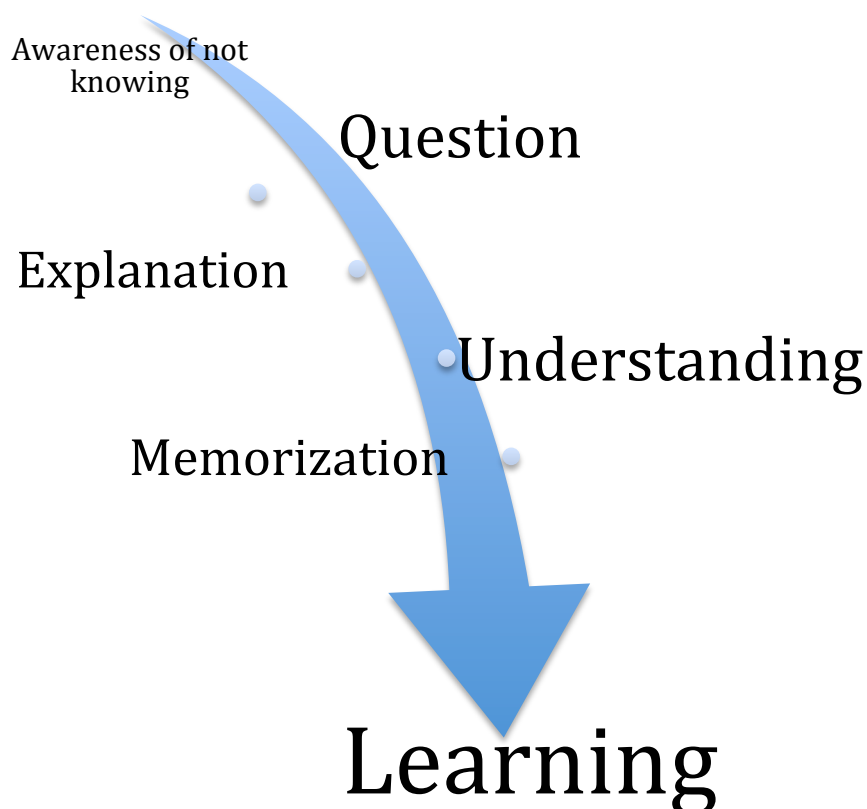 Awareness of not
knowing
Question
Explanation
Understanding
Memorization
Learning